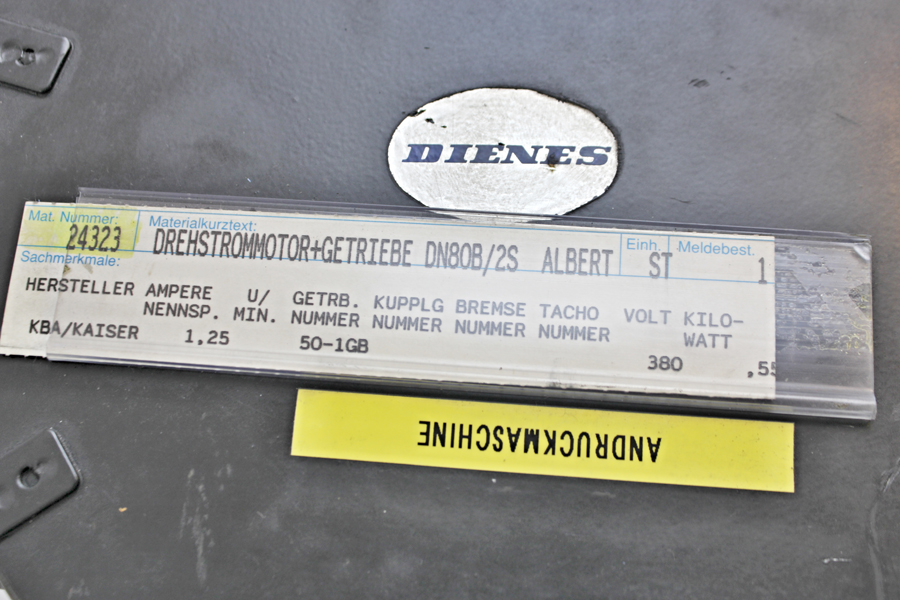 DIENES
Mat. Nummer: Materialkurztext: Einh. Meldebest.
24323 DREHSTROMMOTOR+GETRIEBE DN80B/2S ALBERT ST 1
Sachmerkmale:
HERSTELLER AMPERE U/ GETRB. KUPPLG BREMSE TACHO VOLT KILO-
NENNSP. MIN. NUMMER NUMMER NUMMER NUMMER WATT
KBA/KAISER 1,25 50-1GB 380 ,55
ANDRUCKMASCHINE